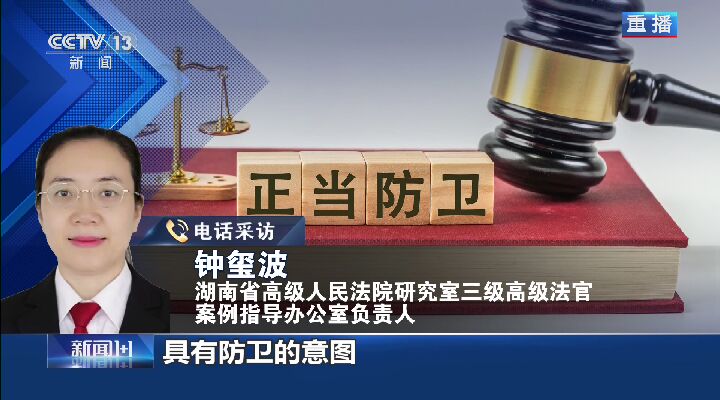 CCTV 13
新闻
重播
正当防卫
电话采访
钟玺波
湖南省高级人民法院研究室三级高级法官
案例指导办公室负责人
新闻1+1
具有防卫的意图